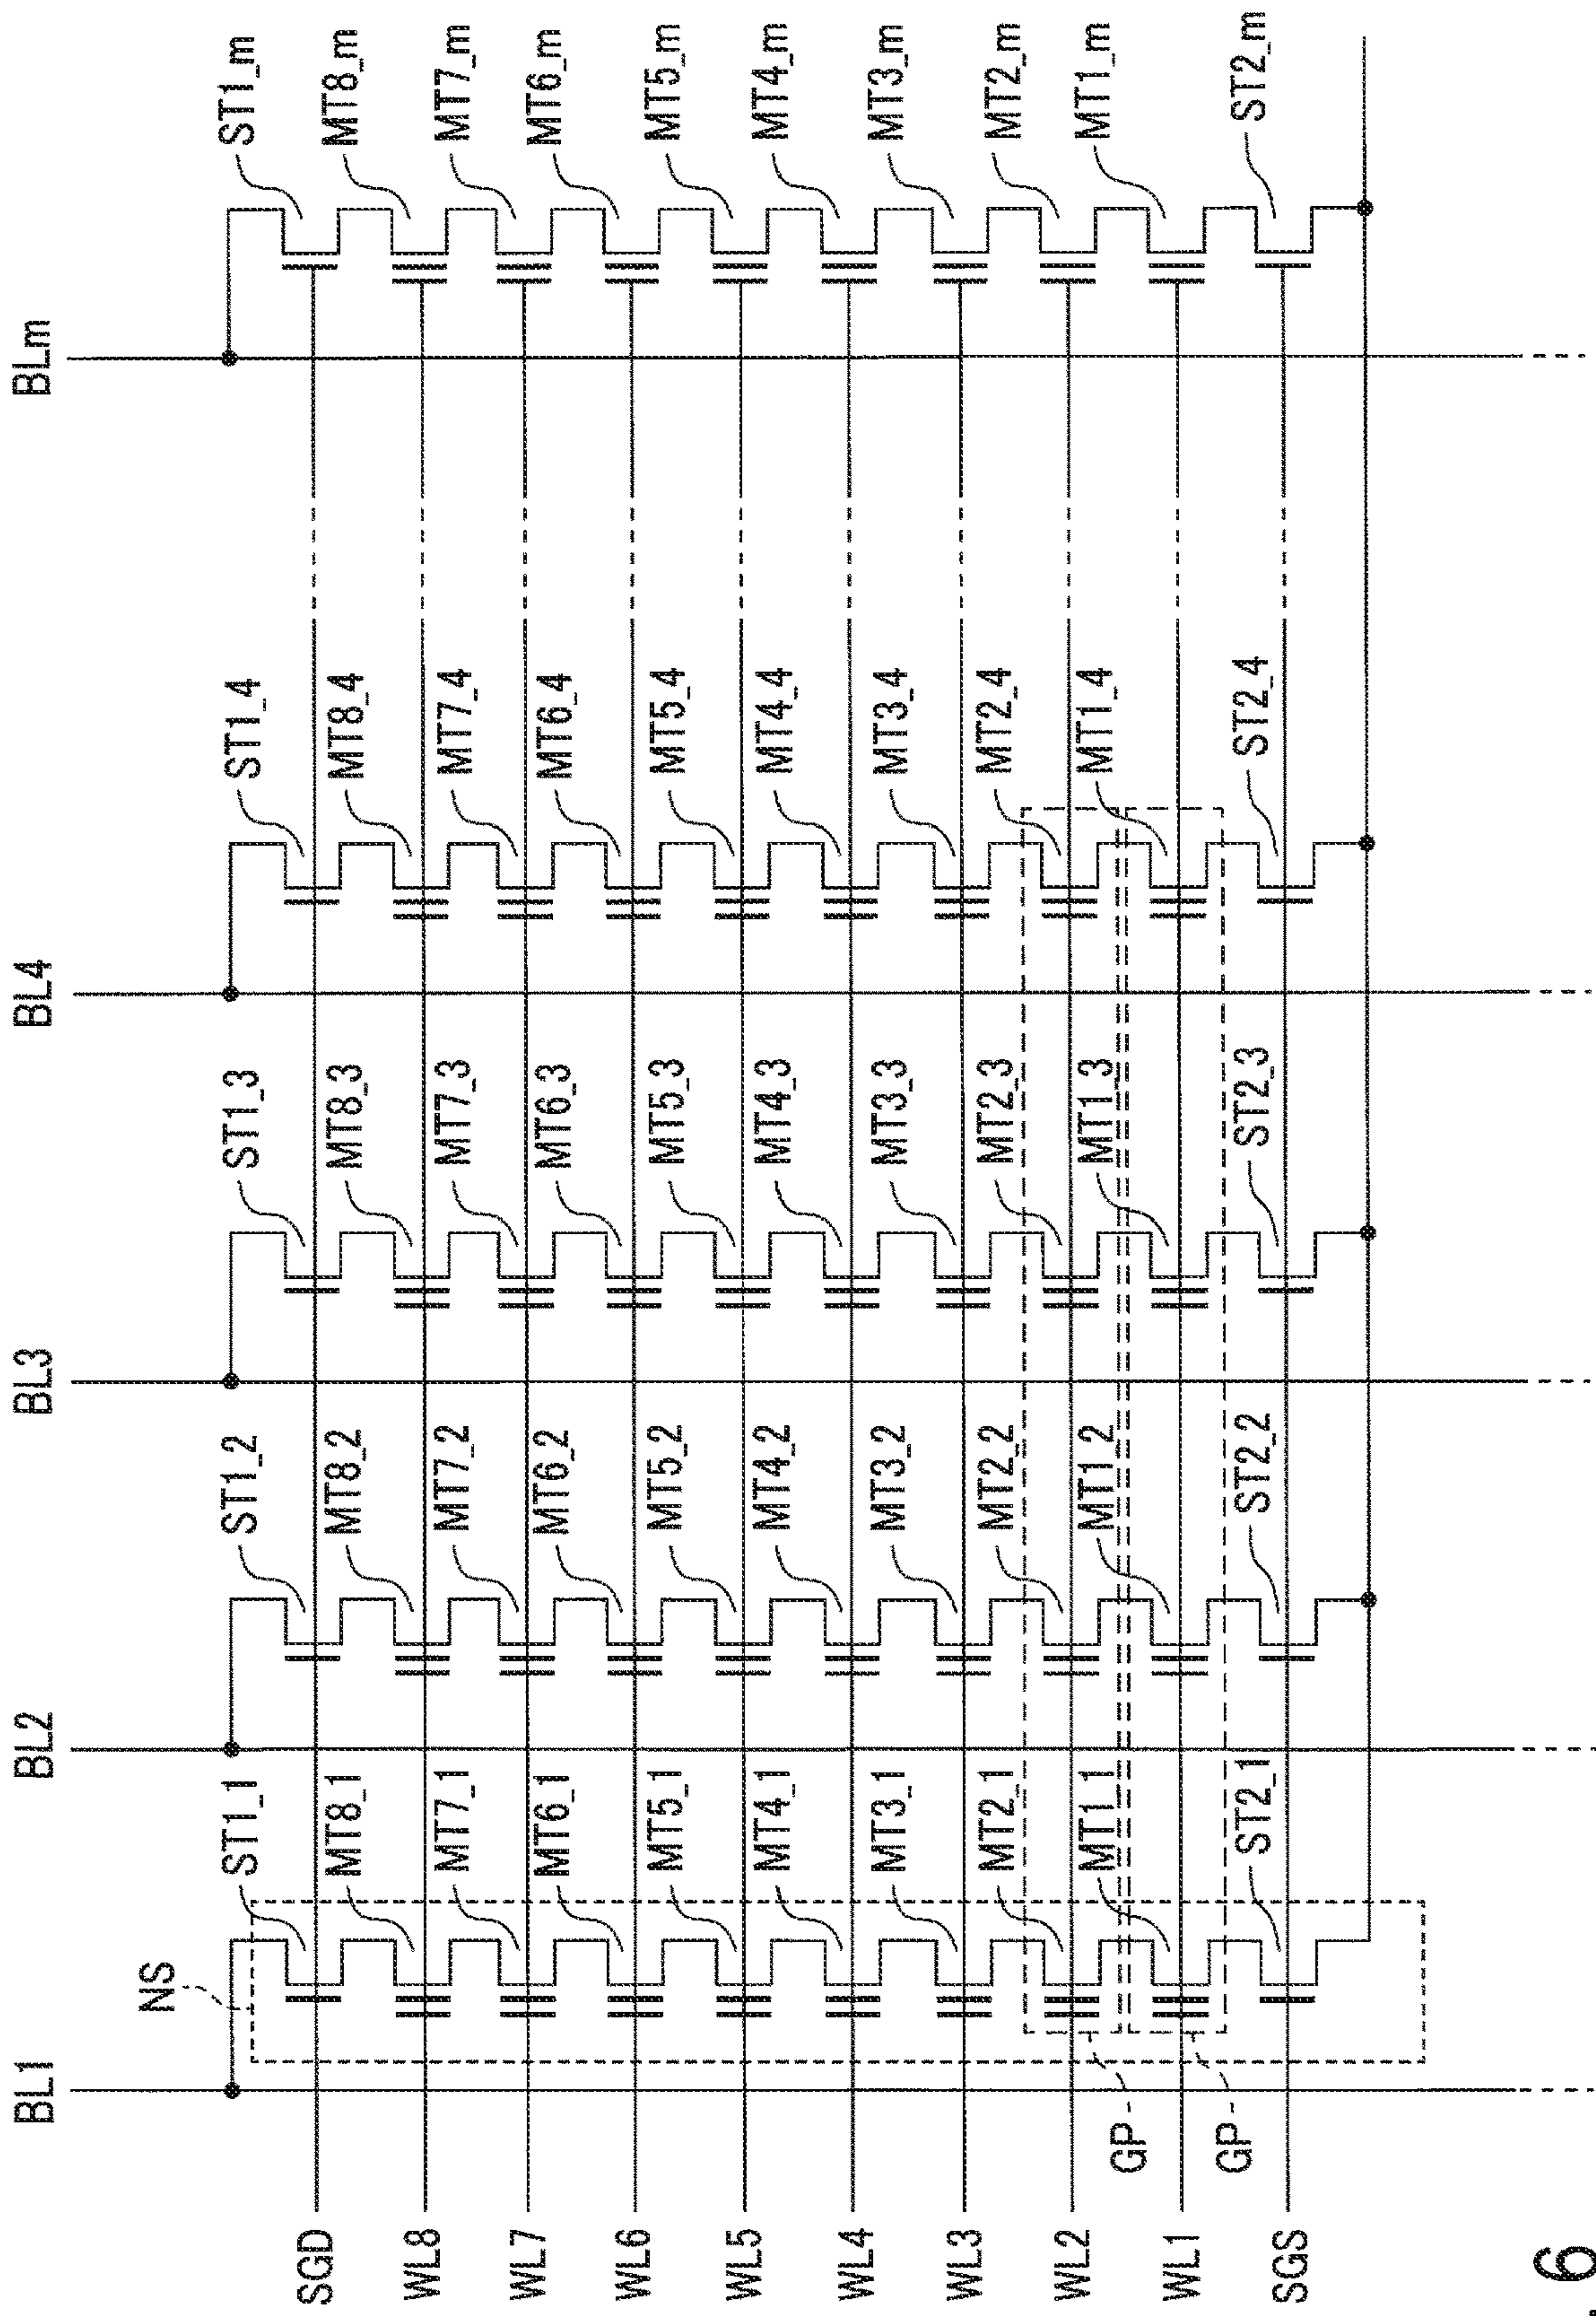 BL1 BL2 BL3 BL4 BLm
NS
ST1_1 ST1_2 ST1_3 ST1_4 ST1_m
SGD
MT8_1 MT8_2 MT8_3 MT8_4 MT8_m
WL8
MT7_1 MT7_2 MT7_3 MT7_4 MT7_m
WL7
MT6_1 MT6_2 MT6_3 MT6_4 MT6_m
WL6
MT5_1 MT5_2 MT5_3 MT5_4 MT5_m
WL5
MT4_1 MT4_2 MT4_3 MT4_4 MT4_m
WL4
MT3_1 MT3_2 MT3_3 MT3_4 MT3_m
WL3
MT2_1 MT2_2 MT2_3 MT2_4 MT2_m
WL2
MT1_1 MT1_2 MT1_3 MT1_4 MT1_m
GP
WL1
GP
ST2_1 ST2_2 ST2_3 ST2_4 ST2_m
SGS
. 6